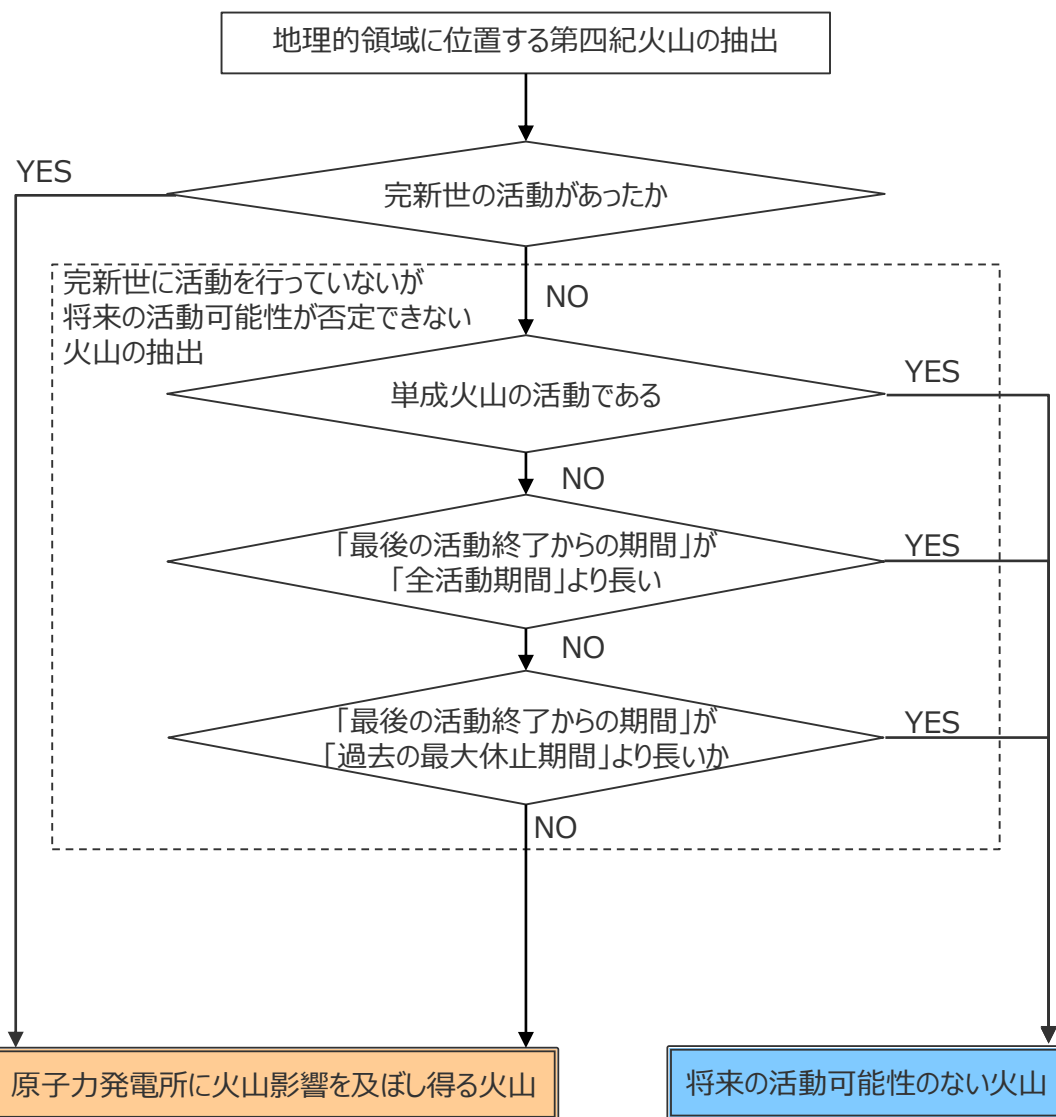 地理的領域に位置する第四紀火山の抽出
YES
完新世の活動があったか
完新世に活動を行っていないが
将来の活動可能性が否定できない
火山の抽出
NO
単成火山の活動である
YES
NO
「最後の活動終了からの期間」が
「全活動期間」より長い
YES
NO
「最後の活動終了からの期間」が
「過去の最大休止期間」より長いか
YES
NO
原子力発電所に火山影響を及ぼし得る火山
将来の活動可能性のない火山